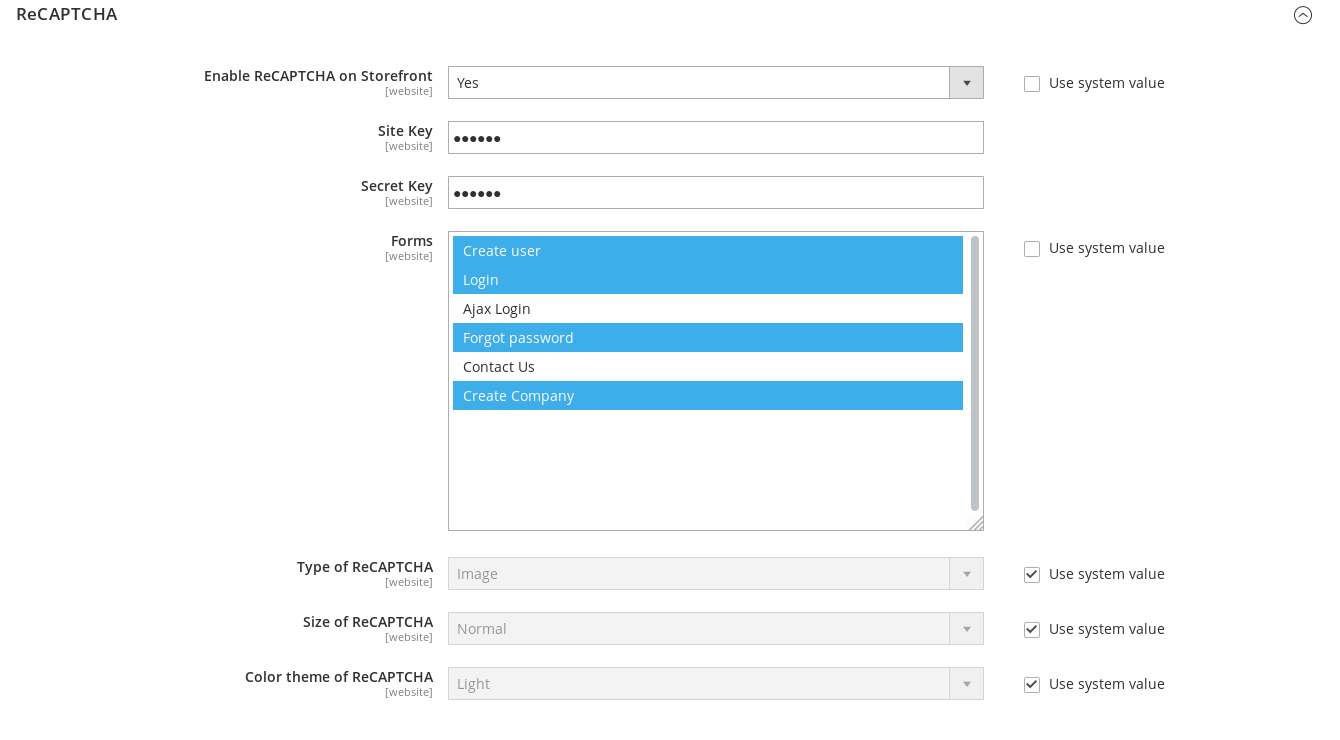 ReCAPTCHA
Enable ReCAPTCHA on Storefront
[website]
Yes
Use system value
Site Key
[website]
••••••
Secret Key
[website]
••••••
Forms
[website]
Create user
Login
Ajax Login
Forgot password
Contact Us
Create Company
Use system value
Type of ReCAPTCHA
[website]
Image
Use system value
Size of ReCAPTCHA
[website]
Normal
Use system value
Color theme of ReCAPTCHA
[website]
Light
Use system value